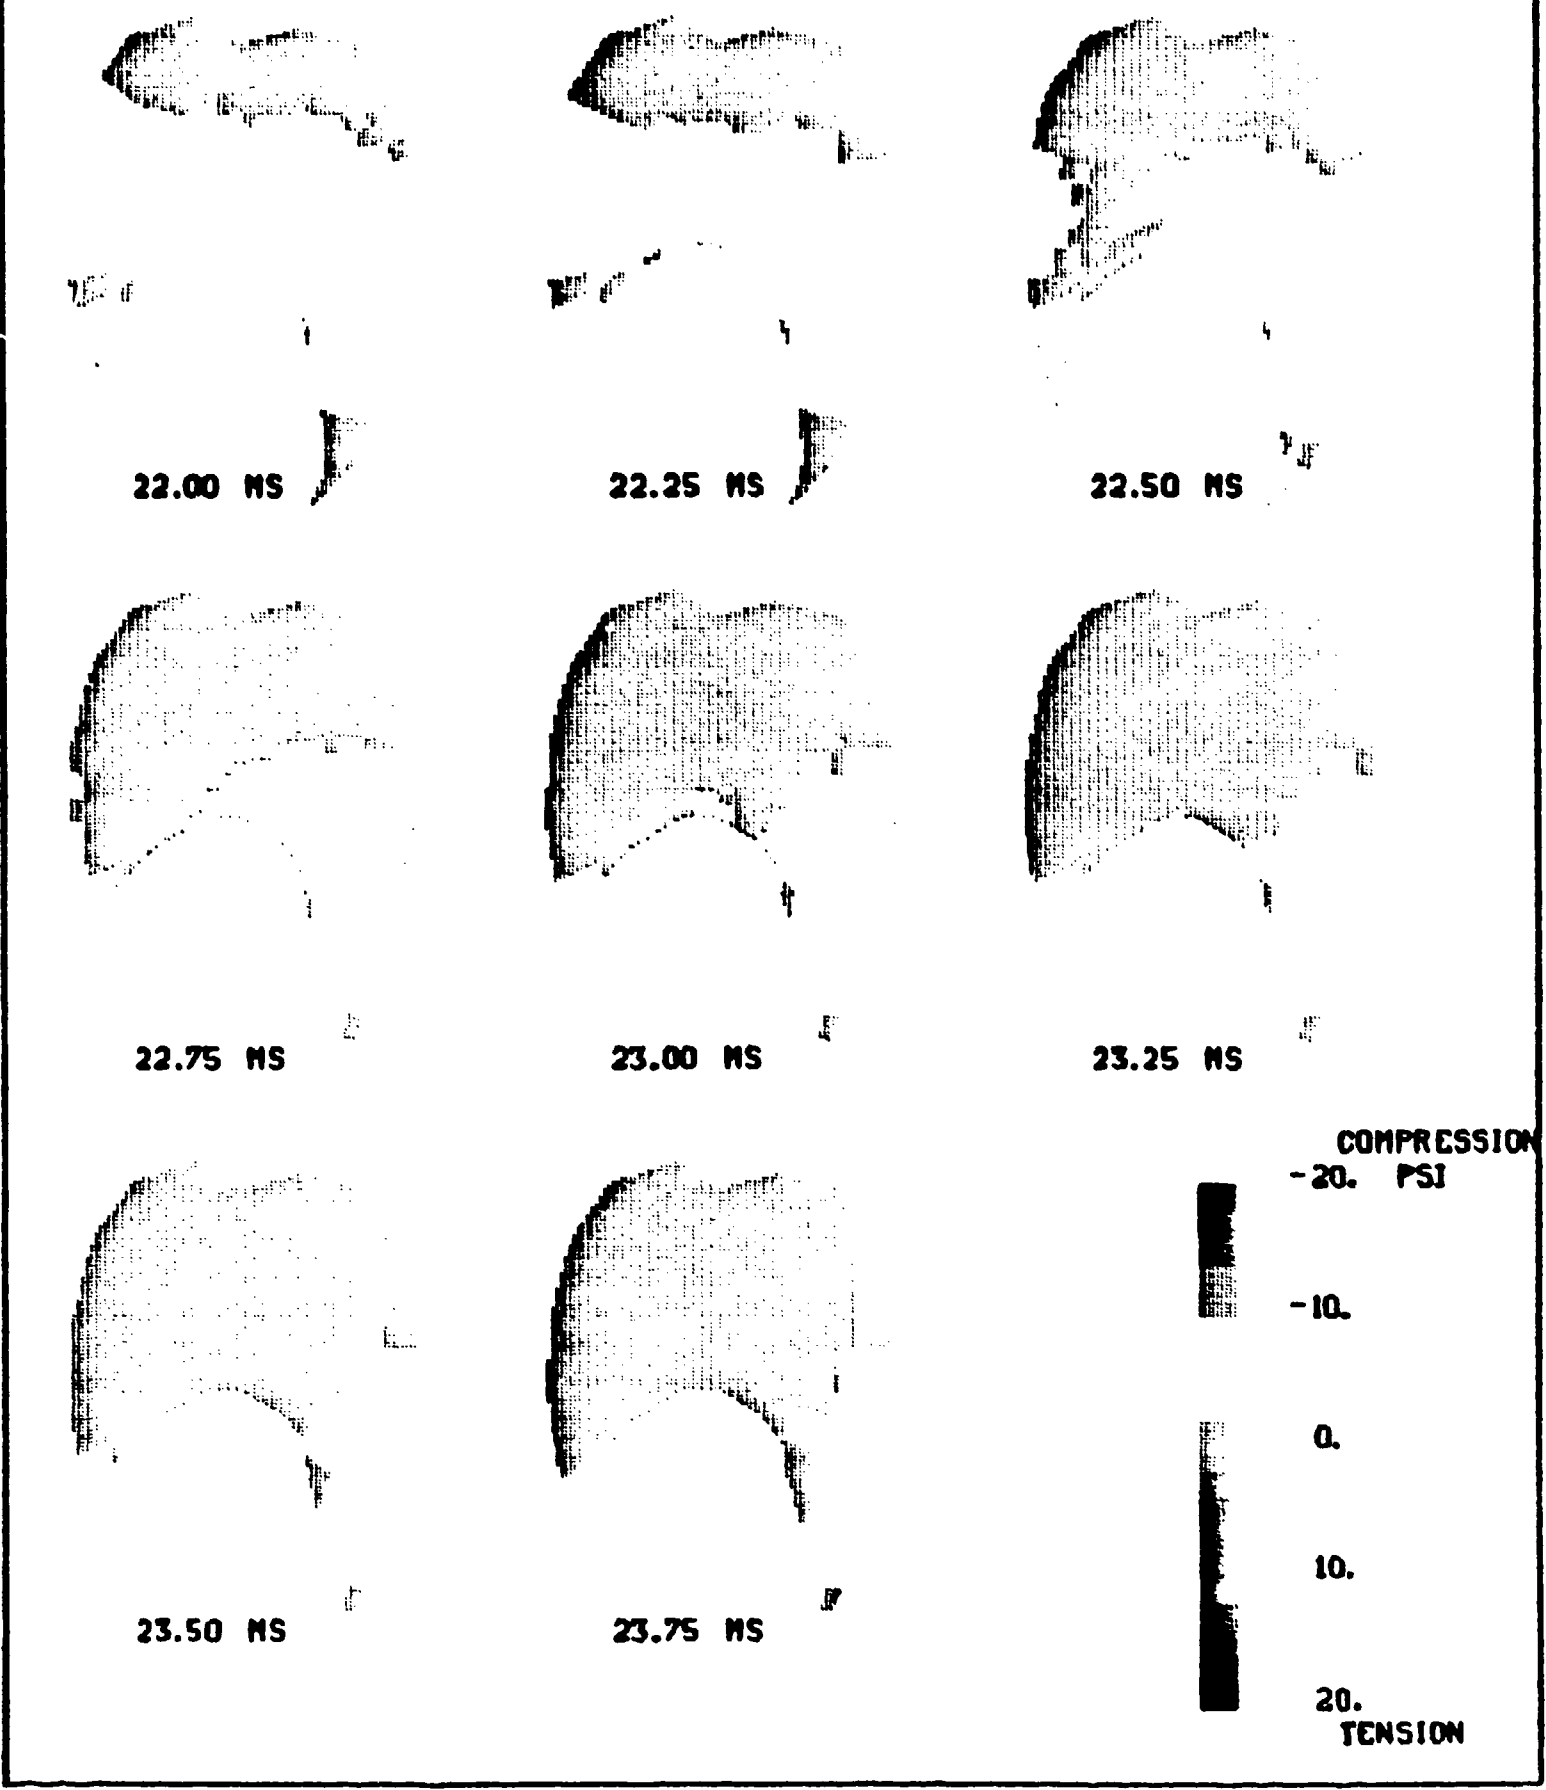 22.00 MS
22.25 MS
22.50 MS
22.75 MS
23.00 MS
23.25 MS
COMPRESSION
-20. PSI
-10.
0.
10.
20.
TENSION
23.50 MS
23.75 MS